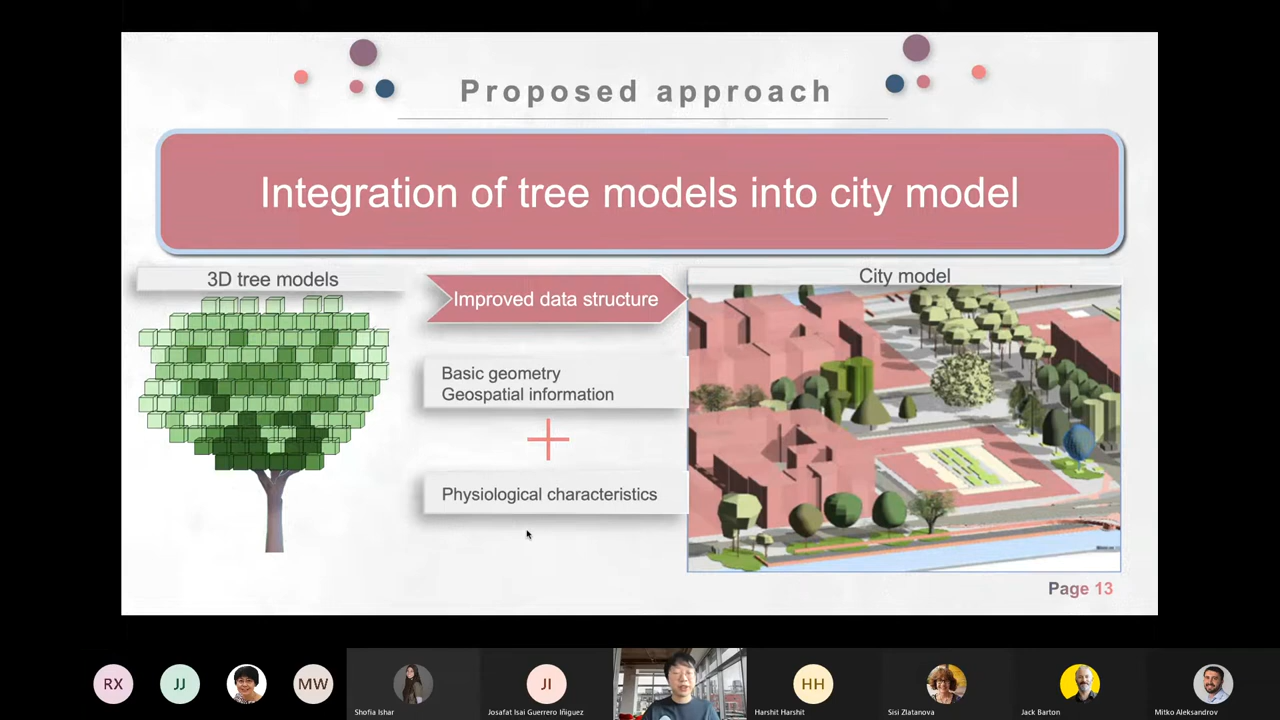 Proposed approach
Integration of tree models into city model
3D tree models
Improved data structure
City model
Basic geometry
Geospatial information
Physiological characteristics
Page 13
RX
JJ
MW
JI
HH
Shofia Ishar
Josafat Isai Guerrero Iñiguez
Harshit Harshit
Sisi Zlatanova
Jack Barton
Mitko Aleksandrov